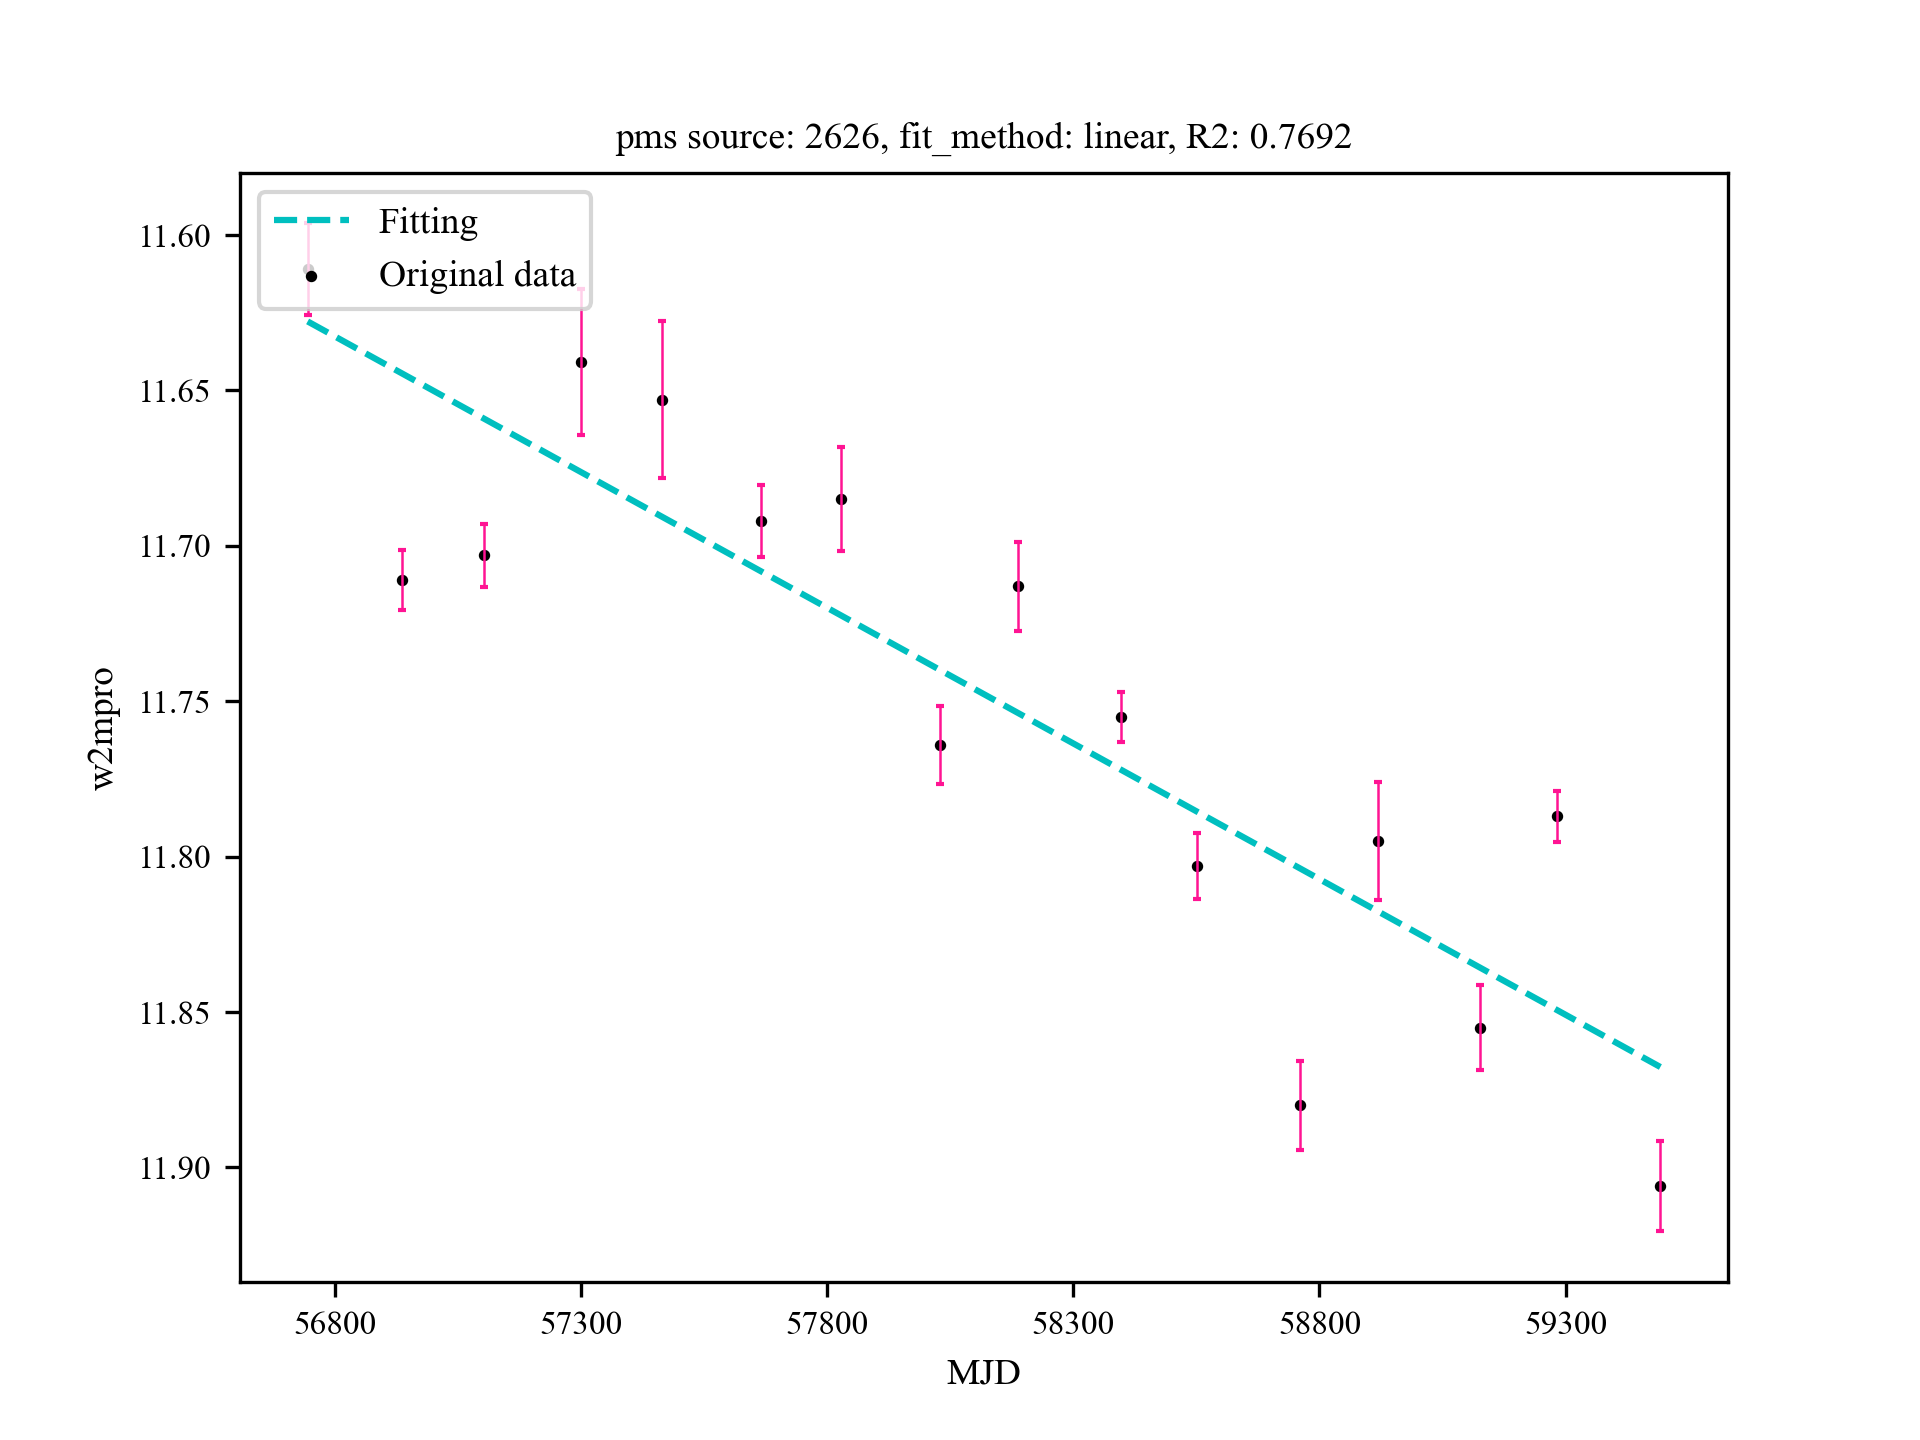 pms source: 2626, fit_method: linear, R2: 0.7692
Fitting
Original data
11.60
11.65
11.70
11.75
11.80
11.85
11.90
w2mpro
56800 57300 57800 58300 58800 59300
MJD